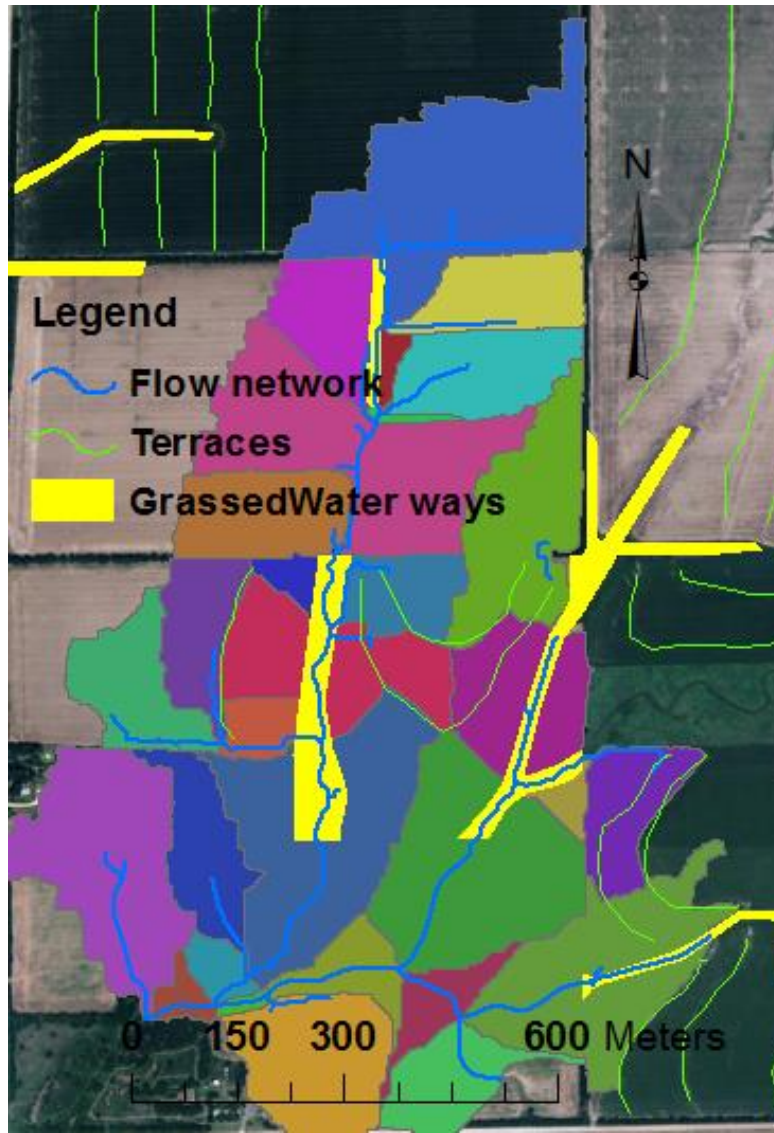 N
Legend
Flow network
Terraces
GrassedWater ways
0 150 300 600 Meters